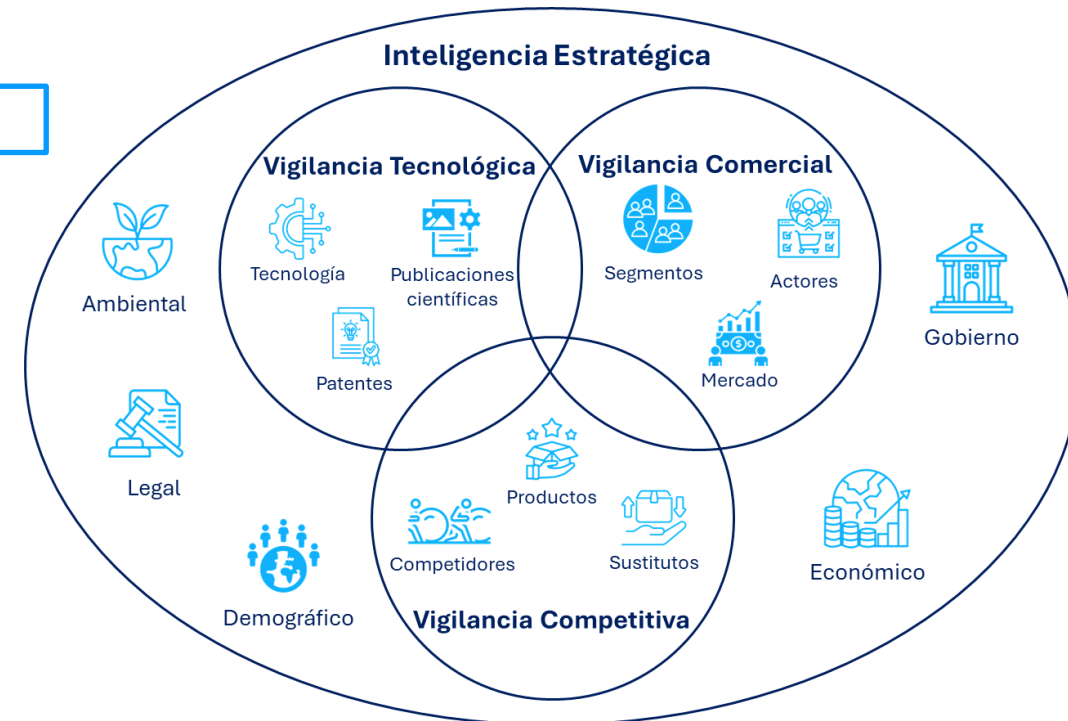 Inteligencia Estratégica
Vigilancia Tecnológica
Vigilancia Comercial
Tecnología
Publicaciones
científicas
Patentes
Segmentos
Actores
Mercado
Ambiental
Gobierno
Legal
Productos
Competidores
Sustitutos
Económico
Demográfico
Vigilancia Competitiva